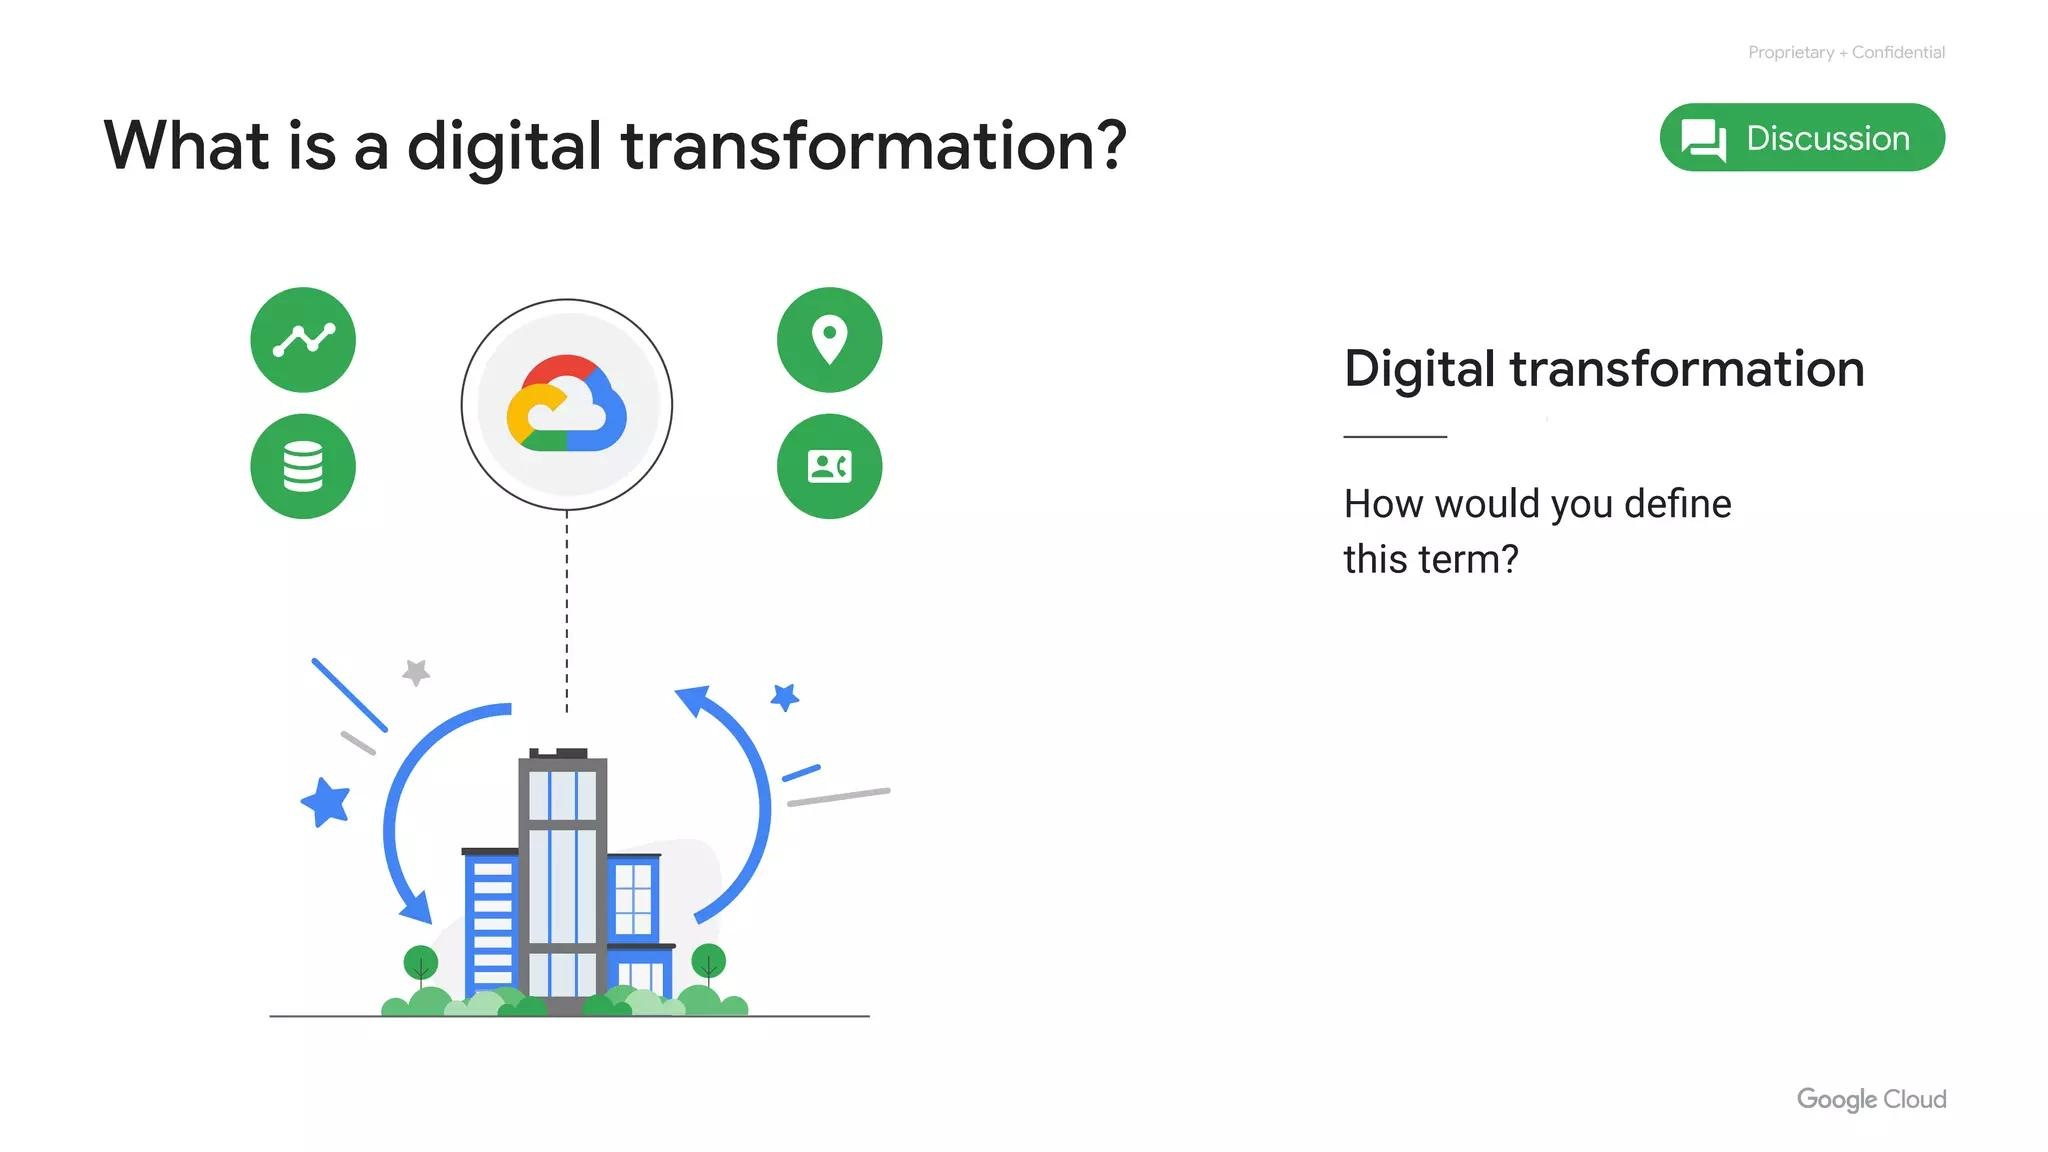 Proprietary + Confidential
What is a digital transformation?
Discussion
Digital transformation
How would you define
this term?
Google Cloud